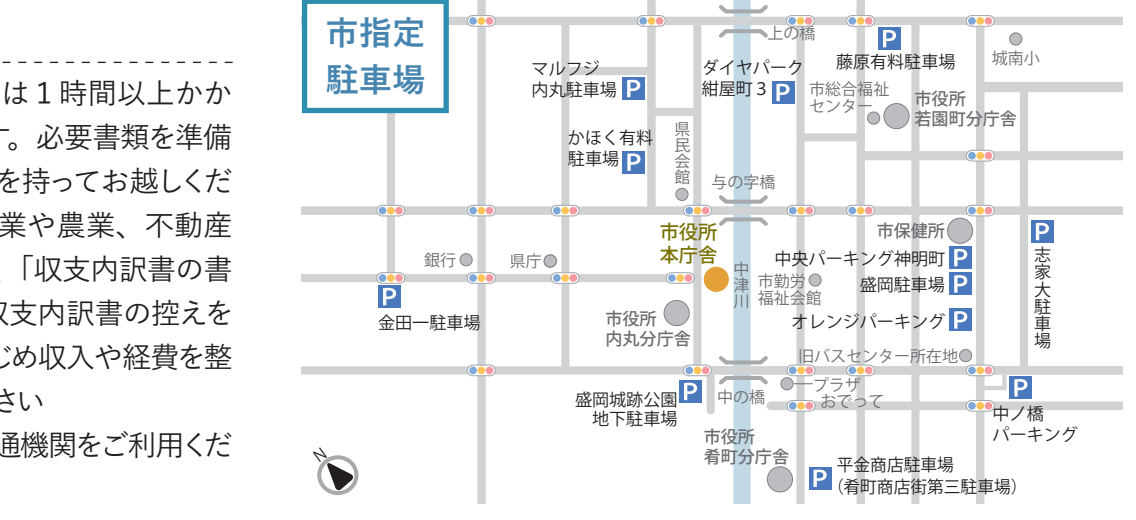 は1時間以上かか
す。必要書類を準備
を持ってお越しくだ
業や農業、不動産
「収支内訳書の書
収支内訳書の控えを
じめ収入や経費を整
さい
通機関をご利用くだ
市指定
駐車場
上の橋
P
藤原有料駐車場
城南小
マルフジ
内丸駐車場 P
ダイヤパーク
紺屋町3 P
市総合福祉
センター
市役所
若園町分庁舎
かほく有料
駐車場 P
県民会館
与の字橋
市役所
本庁舎
市保健所
P
志家大駐車場
銀行
県庁
中津川
市勤労
福祉会館
中央パーキング神明町 P
盛岡駐車場 P
オレンジパーキング P
P
金田一駐車場
市役所
内丸分庁舎
旧バスセンター所在地
盛岡城跡公園 P
地下駐車場
中の橋
プラザ
おでって
P
中ノ橋
パーキング
市役所
肴町分庁舎
P 平金商店駐車場
(肴町商店街第三駐車場)
N